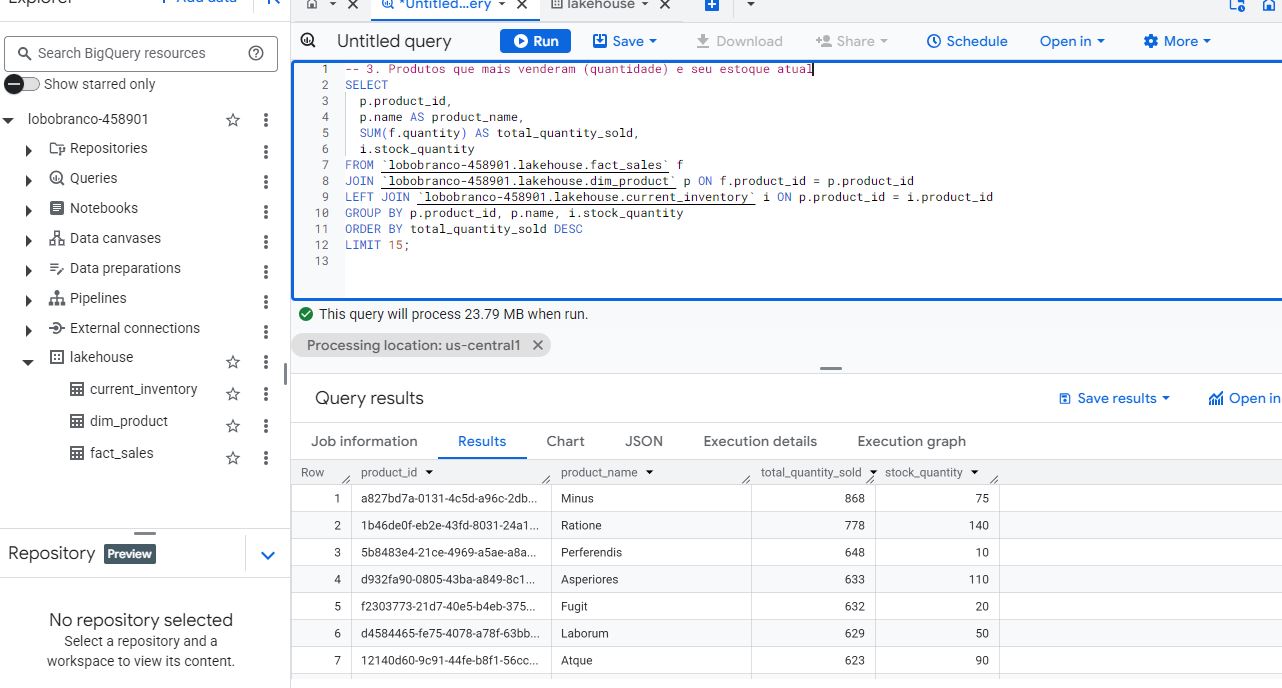 Explorer
+ Add data
*Untitled...ery
lakehouse
Search BigQuery resources
Show starred only
lobobranco-458901
Repositories
Queries
Notebooks
Data canvases
Data preparations
Pipelines
External connections
lakehouse
current_inventory
dim_product
fact_sales
Repository Preview
No repository selected
Select a repository and a
workspace to view its content.
Untitled query
Run
Save
Download
Share
Schedule
Open in
More
1 -- 3. Produtos que mais venderam (quantidade) e seu estoque atual
2 SELECT
3 p.product_id,
4 p.name AS product_name,
5 SUM(f.quantity) AS total_quantity_sold,
6 i.stock_quantity
7 FROM `lobobranco-458901.lakehouse.fact_sales` f
8 JOIN `lobobranco-458901.lakehouse.dim_product` p ON f.product_id = p.product_id
9 LEFT JOIN `lobobranco-458901.lakehouse.current_inventory` i ON p.product_id = i.product_id
10 GROUP BY p.product_id, p.name, i.stock_quantity
11 ORDER BY total_quantity_sold DESC
12 LIMIT 15;
13
This query will process 23.79 MB when run.
Processing location: us-central1
Query results
Save results
Open in
Job information
Results
Chart
JSON
Execution details
Execution graph
Row product_id product_name total_quantity_sold stock_quantity
1 a827bd7a-0131-4c5d-a96c-2db... Minus 868 75
2 1b46de0f-eb2e-43fd-8031-24a1... Ratione 778 140
3 5b8483e4-21ce-4969-a5ae-a8a... Perferendis 648 10
4 d932fa90-0805-43ba-a849-8c1... Asperiores 633 110
5 f2303773-21d7-40e5-b4eb-375... Fugit 632 20
6 d4584465-fe75-4078-a78f-63bb... Laborum 629 50
7 12140d60-9c91-44fe-b8f1-56cc... Atque 623 90